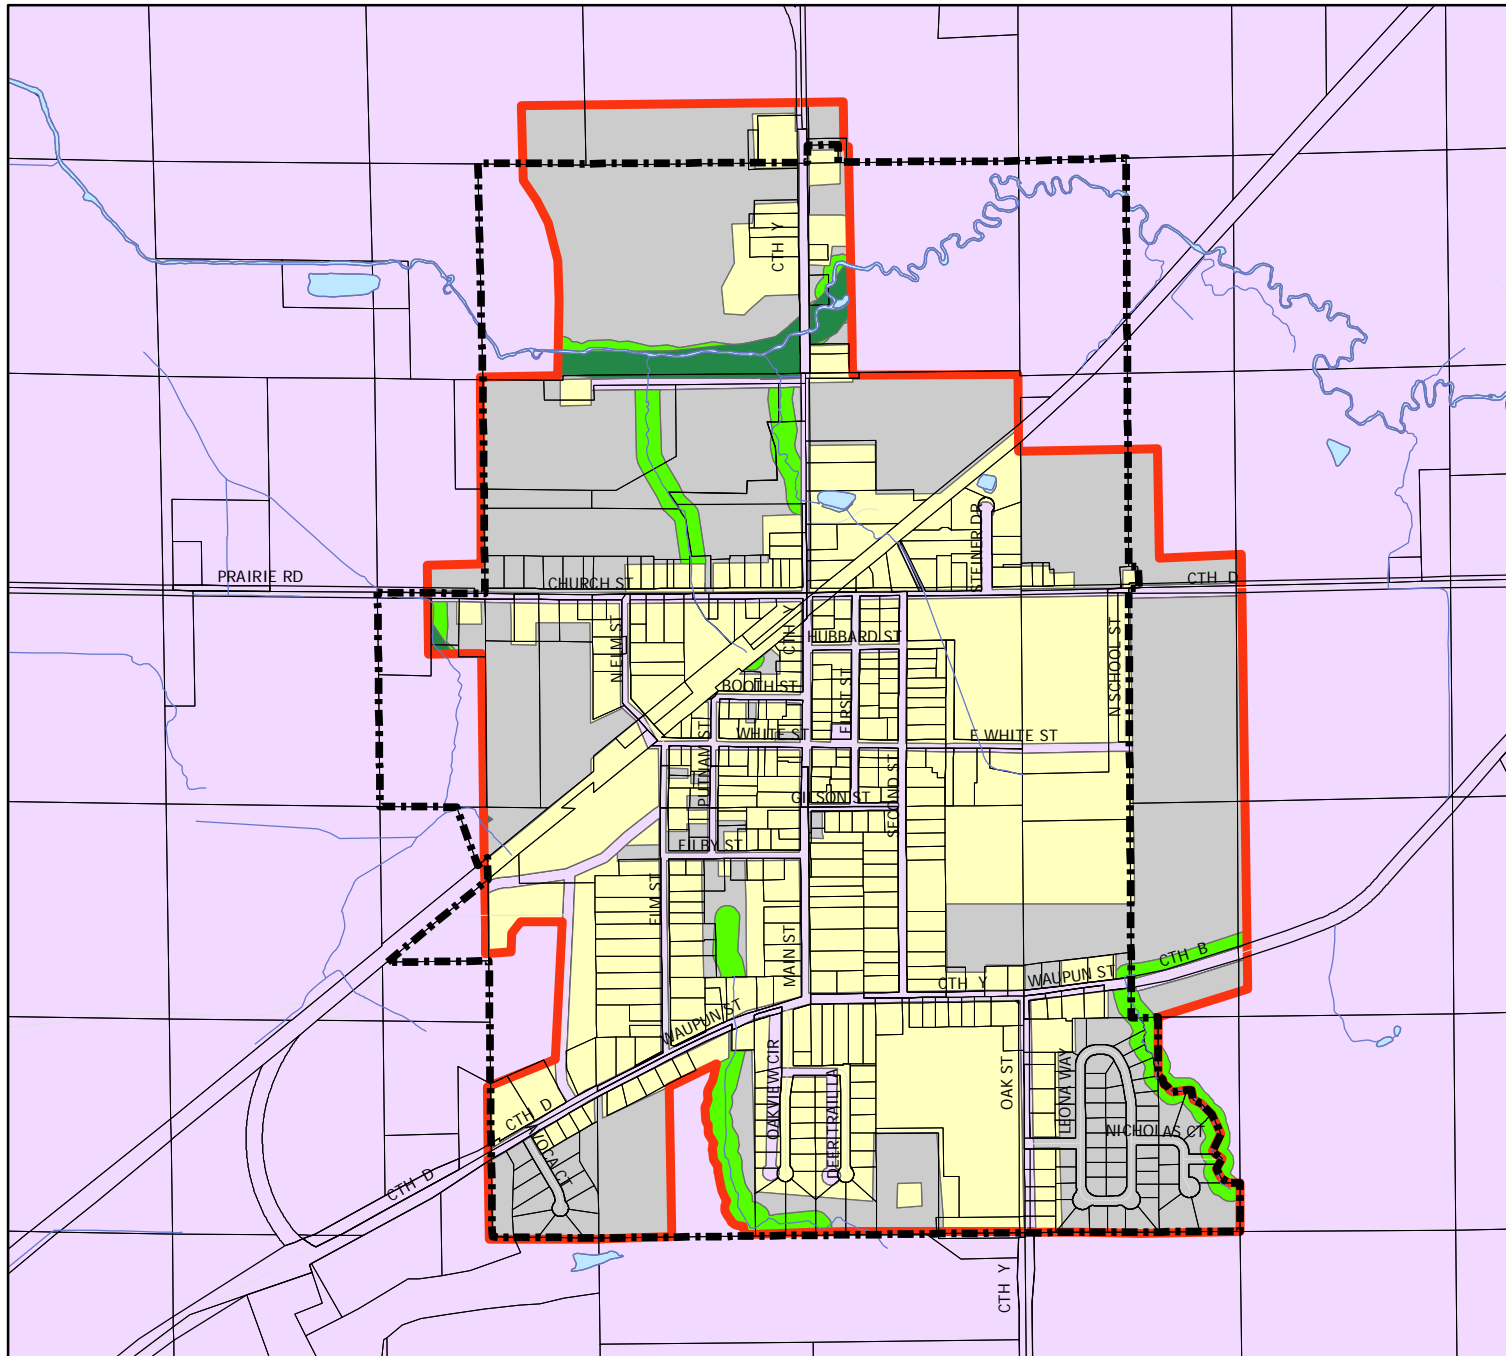 CTH Y
PRAIRIE RD
CHURCH ST
STEINER DR
CTH D
N ELM ST
CTH Y
HUBBARD ST
N SCHOOL ST
BOOTH ST
FIRST ST
WHITE ST
E WHITE ST
PUTNAM ST
GILSON ST
SECOND ST
FILBY ST
ELM ST
MAIN ST
CTH B
CTH Y
WAUPUN ST
WAUPUN ST
OAKVIEW CIR
DEER TRAIL LA
OAK ST
LEONA WAY
NICHOLAS CT
CTH D
AVOCA CT
CTH D
CTH Y